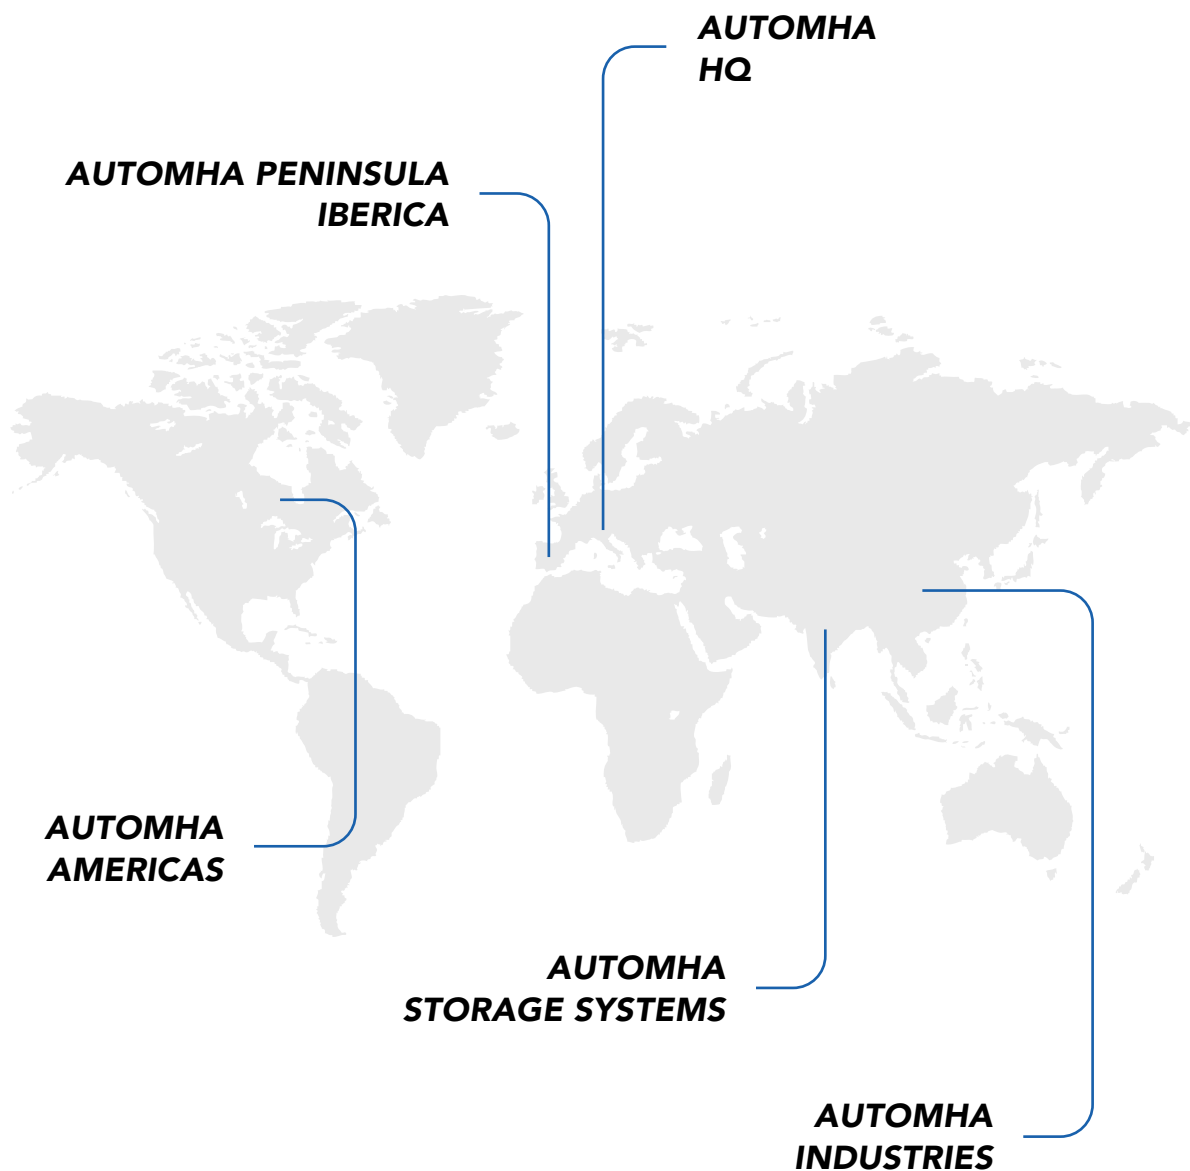 AUTOMHA
HQ
AUTOMHA PENINSULA
IBERICA
AUTOMHA
AMERICAS
AUTOMHA
STORAGE SYSTEMS
AUTOMHA
INDUSTRIES